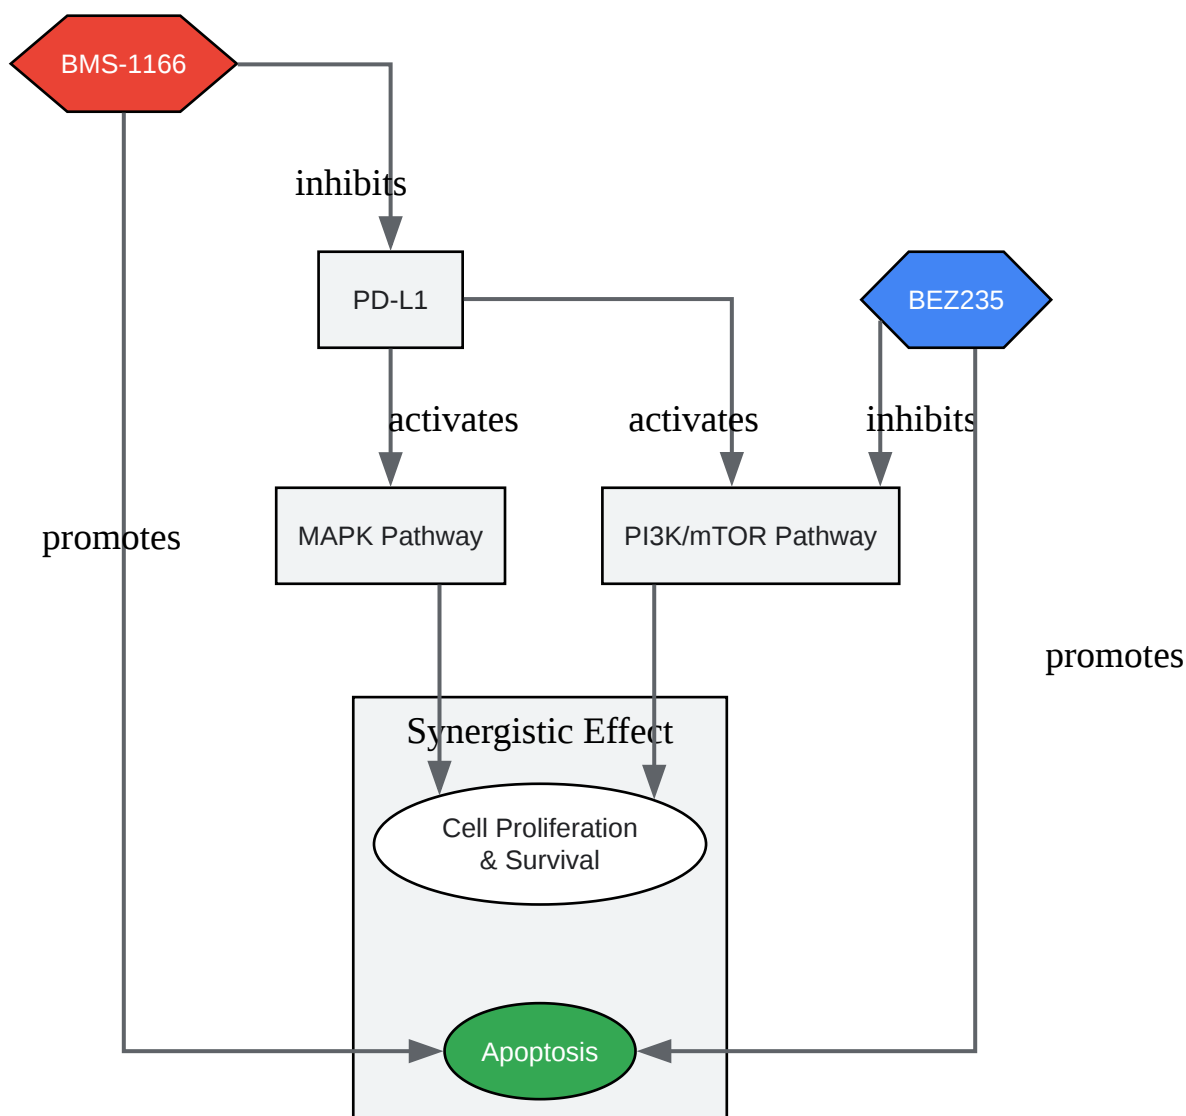 BMS-1166
inhibits
PD-L1
BEZ235
activates
activates
inhibits
promotes
MAPK Pathway
PI3K/mTOR Pathway
promotes
Synergistic Effect
Cell Proliferation
& Survival
Apoptosis